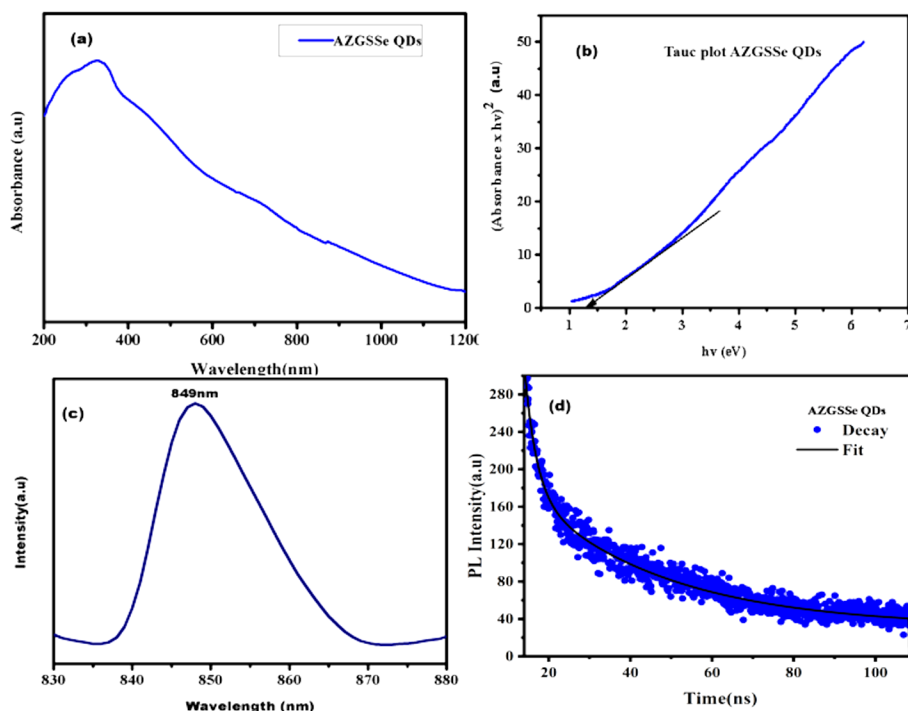 (a)
AZGSSe QDs
Absorbance (a.u)
200 400 600 800 1000 1200
Wavelength(nm)
(b)
Tauc plot AZGSSe QDs
(Absorbance x hv)^2 (a.u)
50
40
30
20
10
0
1 2 3 4 5 6 7
hv (eV)
(c)
849nm
Intensity(a.u)
830 840 850 860 870 880
Wavelength (nm)
(d)
AZGSSe QDs
Decay
Fit
PL Intensity(a.u)
280
240
200
160
120
80
40
0
20 40 60 80 100
Time(ns)